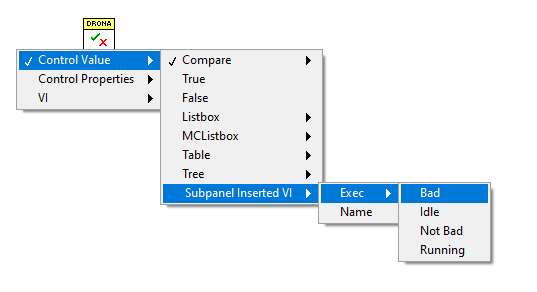 DRONA
Control Value
Control Properties
VI
Compare
True
False
Listbox
MCListbox
Table
Tree
Subpanel Inserted VI
Exec
Name
Bad
Idle
Not Bad
Running